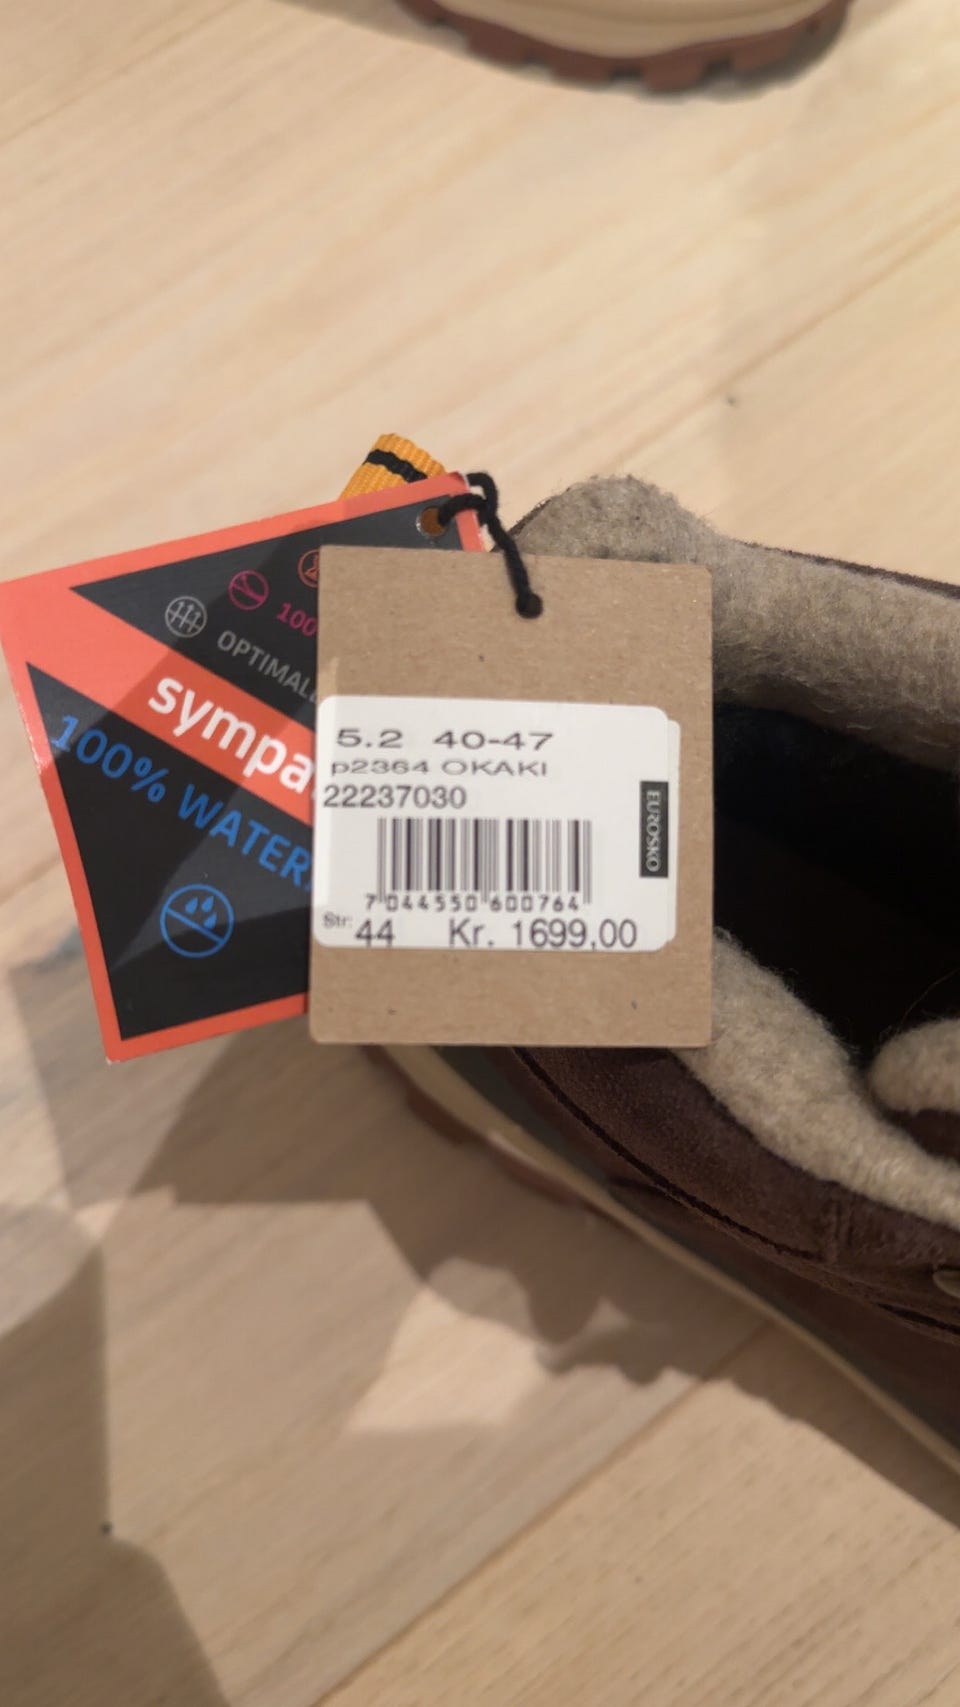 100
OPTIMAL
sympa
100% WATER
5.2 40-47
p2364 OKAKI
22237030
EUROSKO
7 044550 600764
Str: 44 Kr. 1699,00